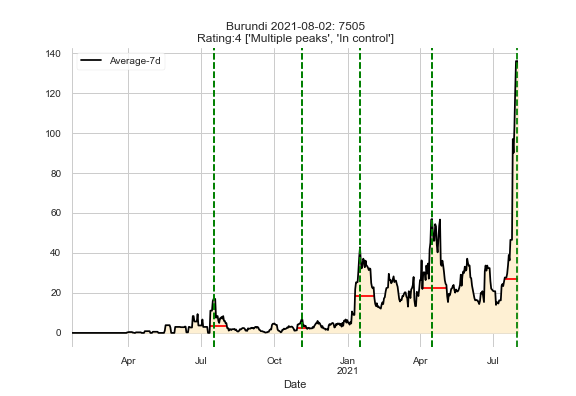 Burundi 2021-08-02: 7505
Rating:4 ['Multiple peaks', 'In control']
Average-7d
140
120
100
80
60
40
20
0
Apr
Jul
Oct
Jan
2021
Apr
Jul
Date